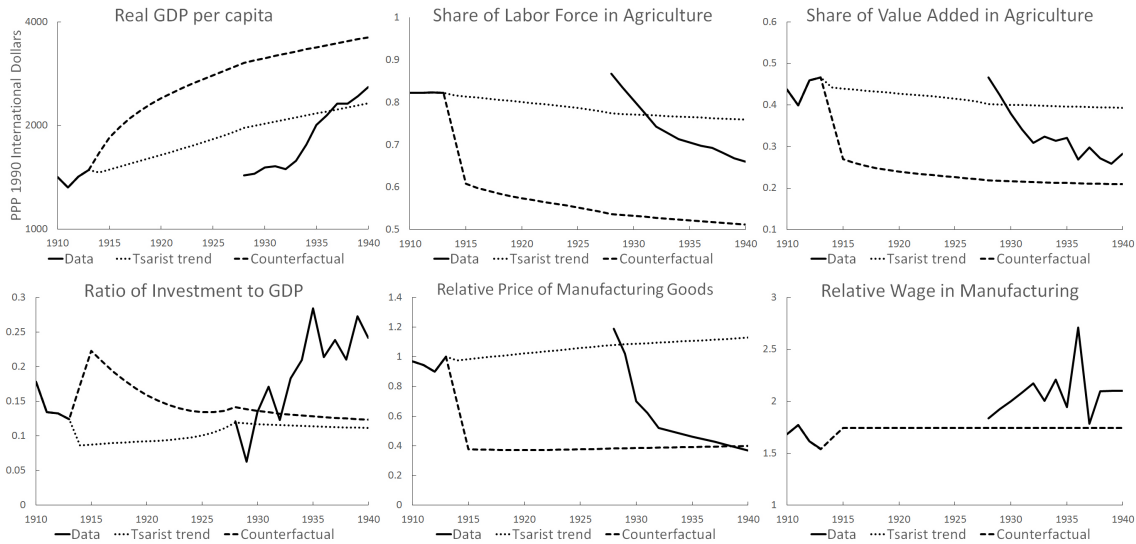 Real GDP per capita
PPP 1990 International Dollars
4000
2000
1000
1910 1915 1920 1925 1930 1935 1940
Data Tsarist trend Counterfactual
Share of Labor Force in Agriculture
1
0.9
0.8
0.7
0.6
0.5
1910 1915 1920 1925 1930 1935 1940
Data Tsarist trend Counterfactual
Share of Value Added in Agriculture
0.6
0.5
0.4
0.3
0.2
0.1
1910 1915 1920 1925 1930 1935 1940
Data Tsarist trend Counterfactual
Ratio of Investment to GDP
0.3
0.25
0.2
0.15
0.1
0.05
0
1910 1915 1920 1925 1930 1935 1940
Data Tsarist trend Counterfactual
Relative Price of Manufacturing Goods
1.4
1.2
1
0.8
0.6
0.4
0.2
0
1910 1915 1920 1925 1930 1935 1940
Data Tsarist trend Counterfactual
Relative Wage in Manufacturing
3
2.5
2
1.5
1
1910 1915 1920 1925 1930 1935 1940
Data Tsarist trend Counterfactual